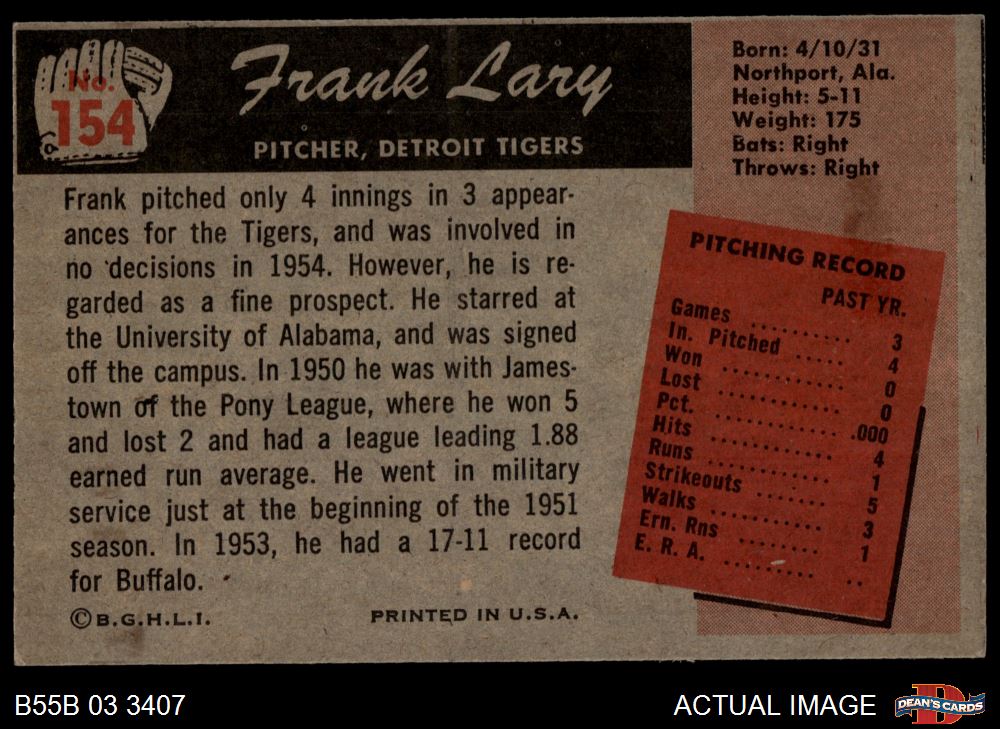 No.
154
Frank Lary
PITCHER, DETROIT TIGERS
Born: 4/10/31
Northport, Ala.
Height: 5-11
Weight: 175
Bats: Right
Throws: Right
Frank pitched only 4 innings in 3 appear-
ances for the Tigers, and was involved in
no decisions in 1954. However, he is re-
garded as a fine prospect. He starred at
the University of Alabama, and was signed
off the campus. In 1950 he was with James-
town of the Pony League, where he won 5
and lost 2 and had a league leading 1.88
earned run average. He went in military
service just at the beginning of the 1951
season. In 1953, he had a 17-11 record
for Buffalo.
©B.G.H.L.I. PRINTED IN U.S.A.
PITCHING RECORD
PAST YR.
Games .......... 3
In. Pitched ..... 4
Won ........... 0
Lost ........... 0
Pct. ........... .000
Hits ........... 4
Runs ........... 1
Strikeouts ....... 5
Walks .......... 3
Ern. Rns ........ 1
E. R. A. ......... ..
B55B 03 3407
ACTUAL IMAGE
D
DEAN'S CARDS